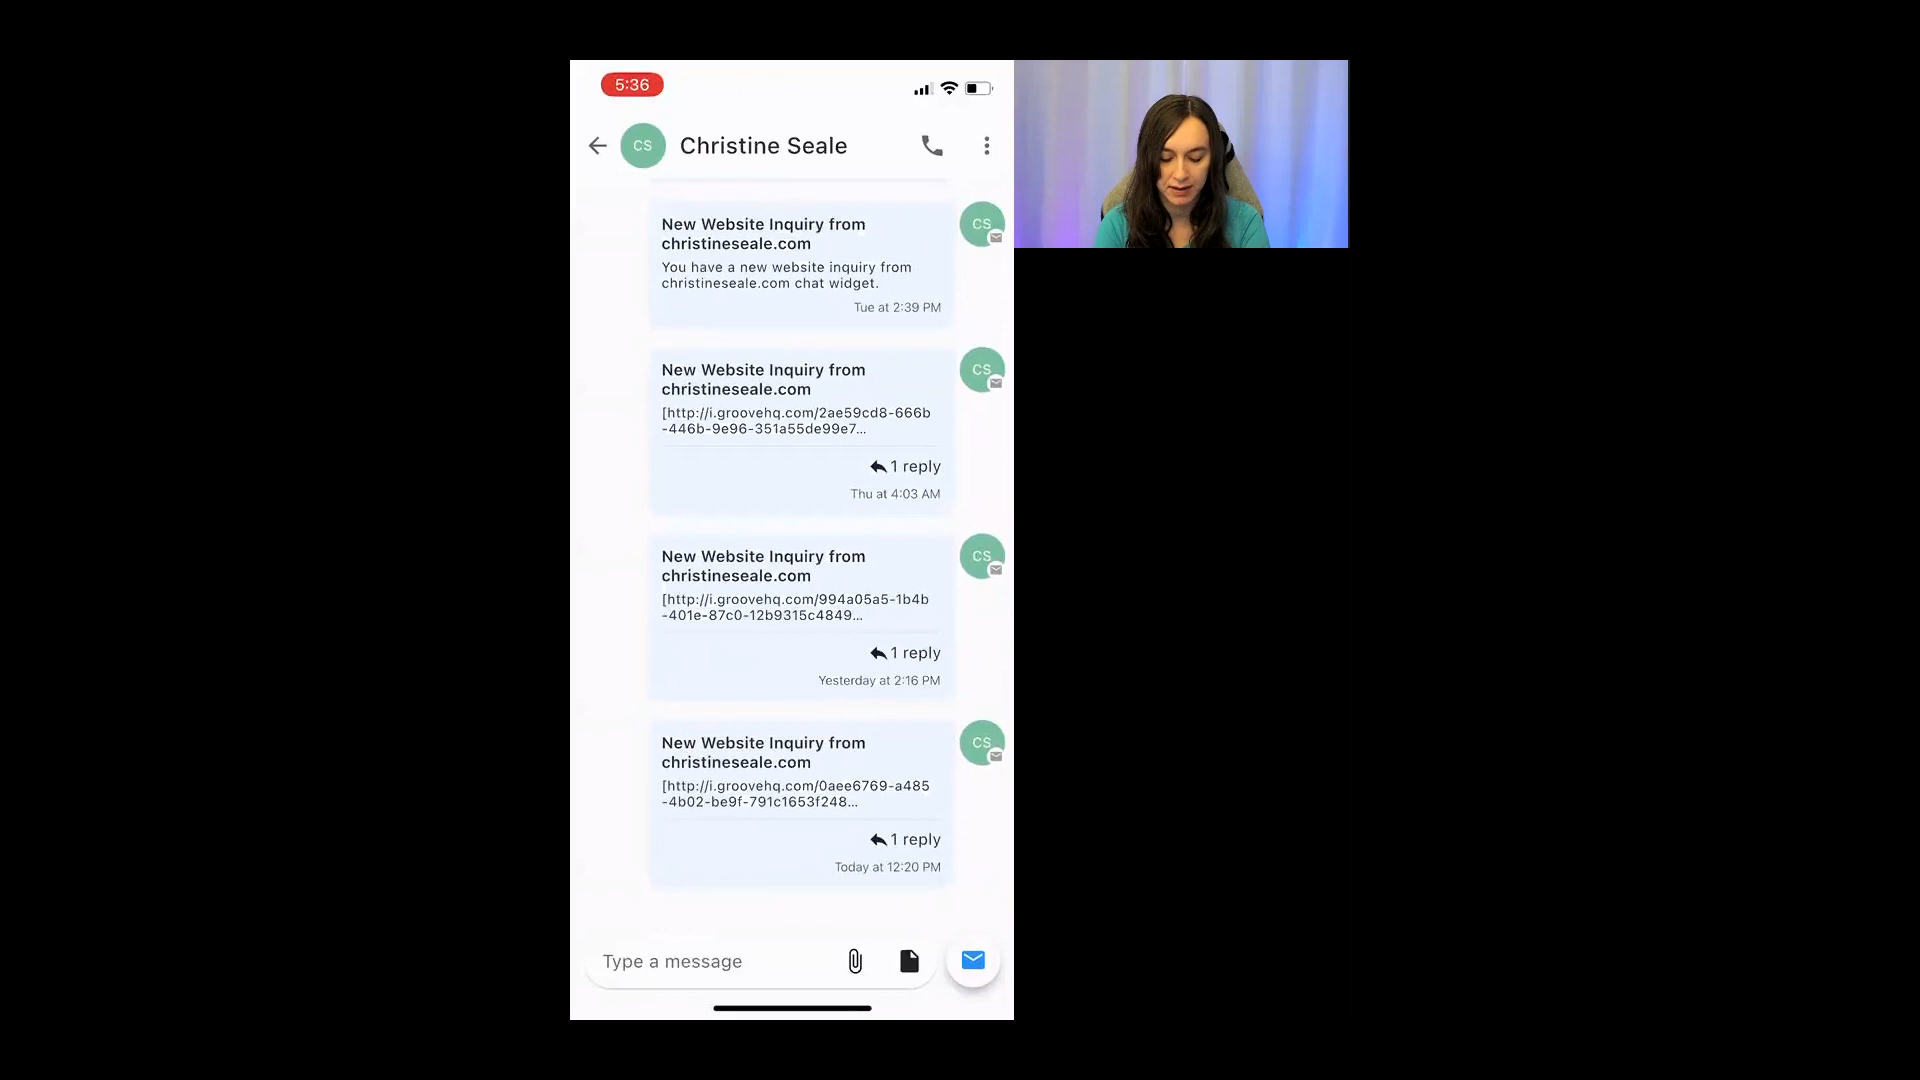 5:36
CS
Christine Seale
New Website Inquiry from
christineseale.com
You have a new website inquiry from
christineseale.com chat widget.
Tue at 2:39 PM
CS
New Website Inquiry from
christineseale.com
[http://i.groovehq.com/2ae59cd8-666b
-446b-9e96-351a55de99e7...
1 reply
Thu at 4:03 AM
CS
New Website Inquiry from
christineseale.com
[http://i.groovehq.com/994a05a5-1b4b
-401e-87c0-12b9315c4849...
1 reply
Yesterday at 2:16 PM
CS
New Website Inquiry from
christineseale.com
[http://i.groovehq.com/0aee6769-a485
-4b02-be9f-791c1653f248...
1 reply
Today at 12:20 PM
CS
Type a message